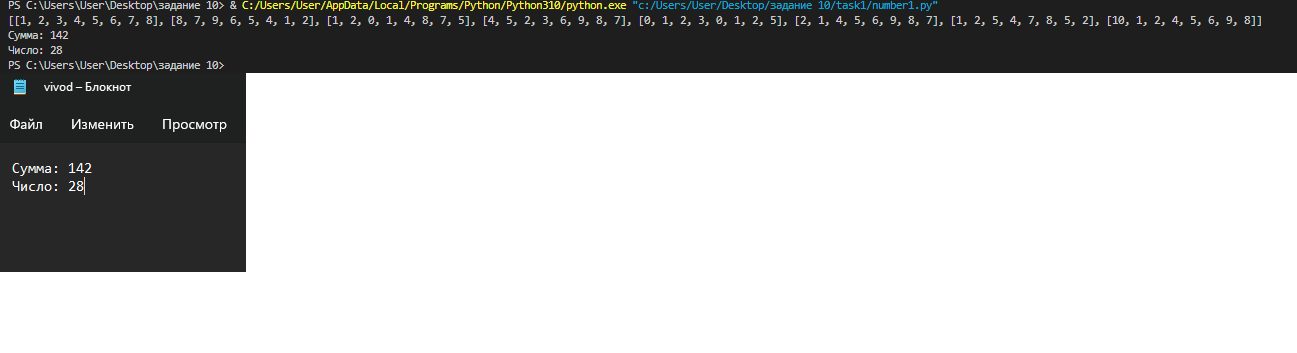 PS C:\Users\User\Desktop\задание 10> & C:/Users/User/AppData/Local/Programs/Python/Python310/python.exe "c:/Users/User/Desktop/задание 10/task1/number1.py"
[[1, 2, 3, 4, 5, 6, 7, 8], [8, 7, 9, 6, 5, 4, 1, 2], [1, 2, 0, 1, 4, 8, 7, 5], [4, 5, 2, 3, 6, 9, 8, 7], [0, 1, 2, 3, 0, 1, 2, 5], [2, 1, 4, 5, 6, 9, 8, 7], [1, 2, 5, 4, 7, 8, 5, 2], [10, 1, 2, 4, 5, 6, 9, 8]]
Сумма: 142
Число: 28
PS C:\Users\User\Desktop\задание 10>
vivod – Блокнот
Файл Изменить Просмотр
Сумма: 142
Число: 28